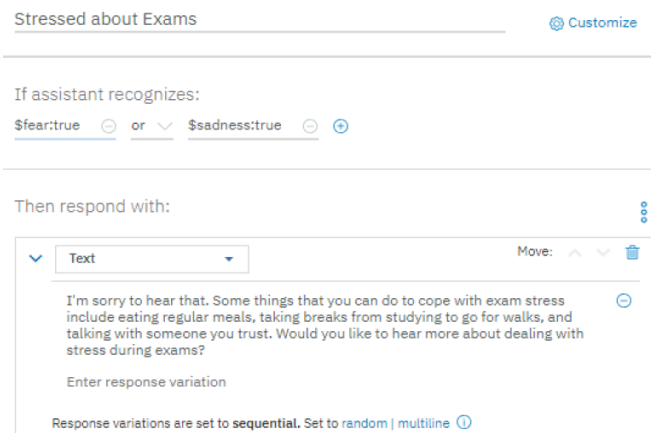 Stressed about Exams
Customize
If assistant recognizes:
$fear:true or $sadness:true
Then respond with:
Text
Move:
I'm sorry to hear that. Some things that you can do to cope with exam stress
include eating regular meals, taking breaks from studying to go for walks, and
talking with someone you trust. Would you like to hear more about dealing with
stress during exams?
Enter response variation
Response variations are set to sequential. Set to random | multiline